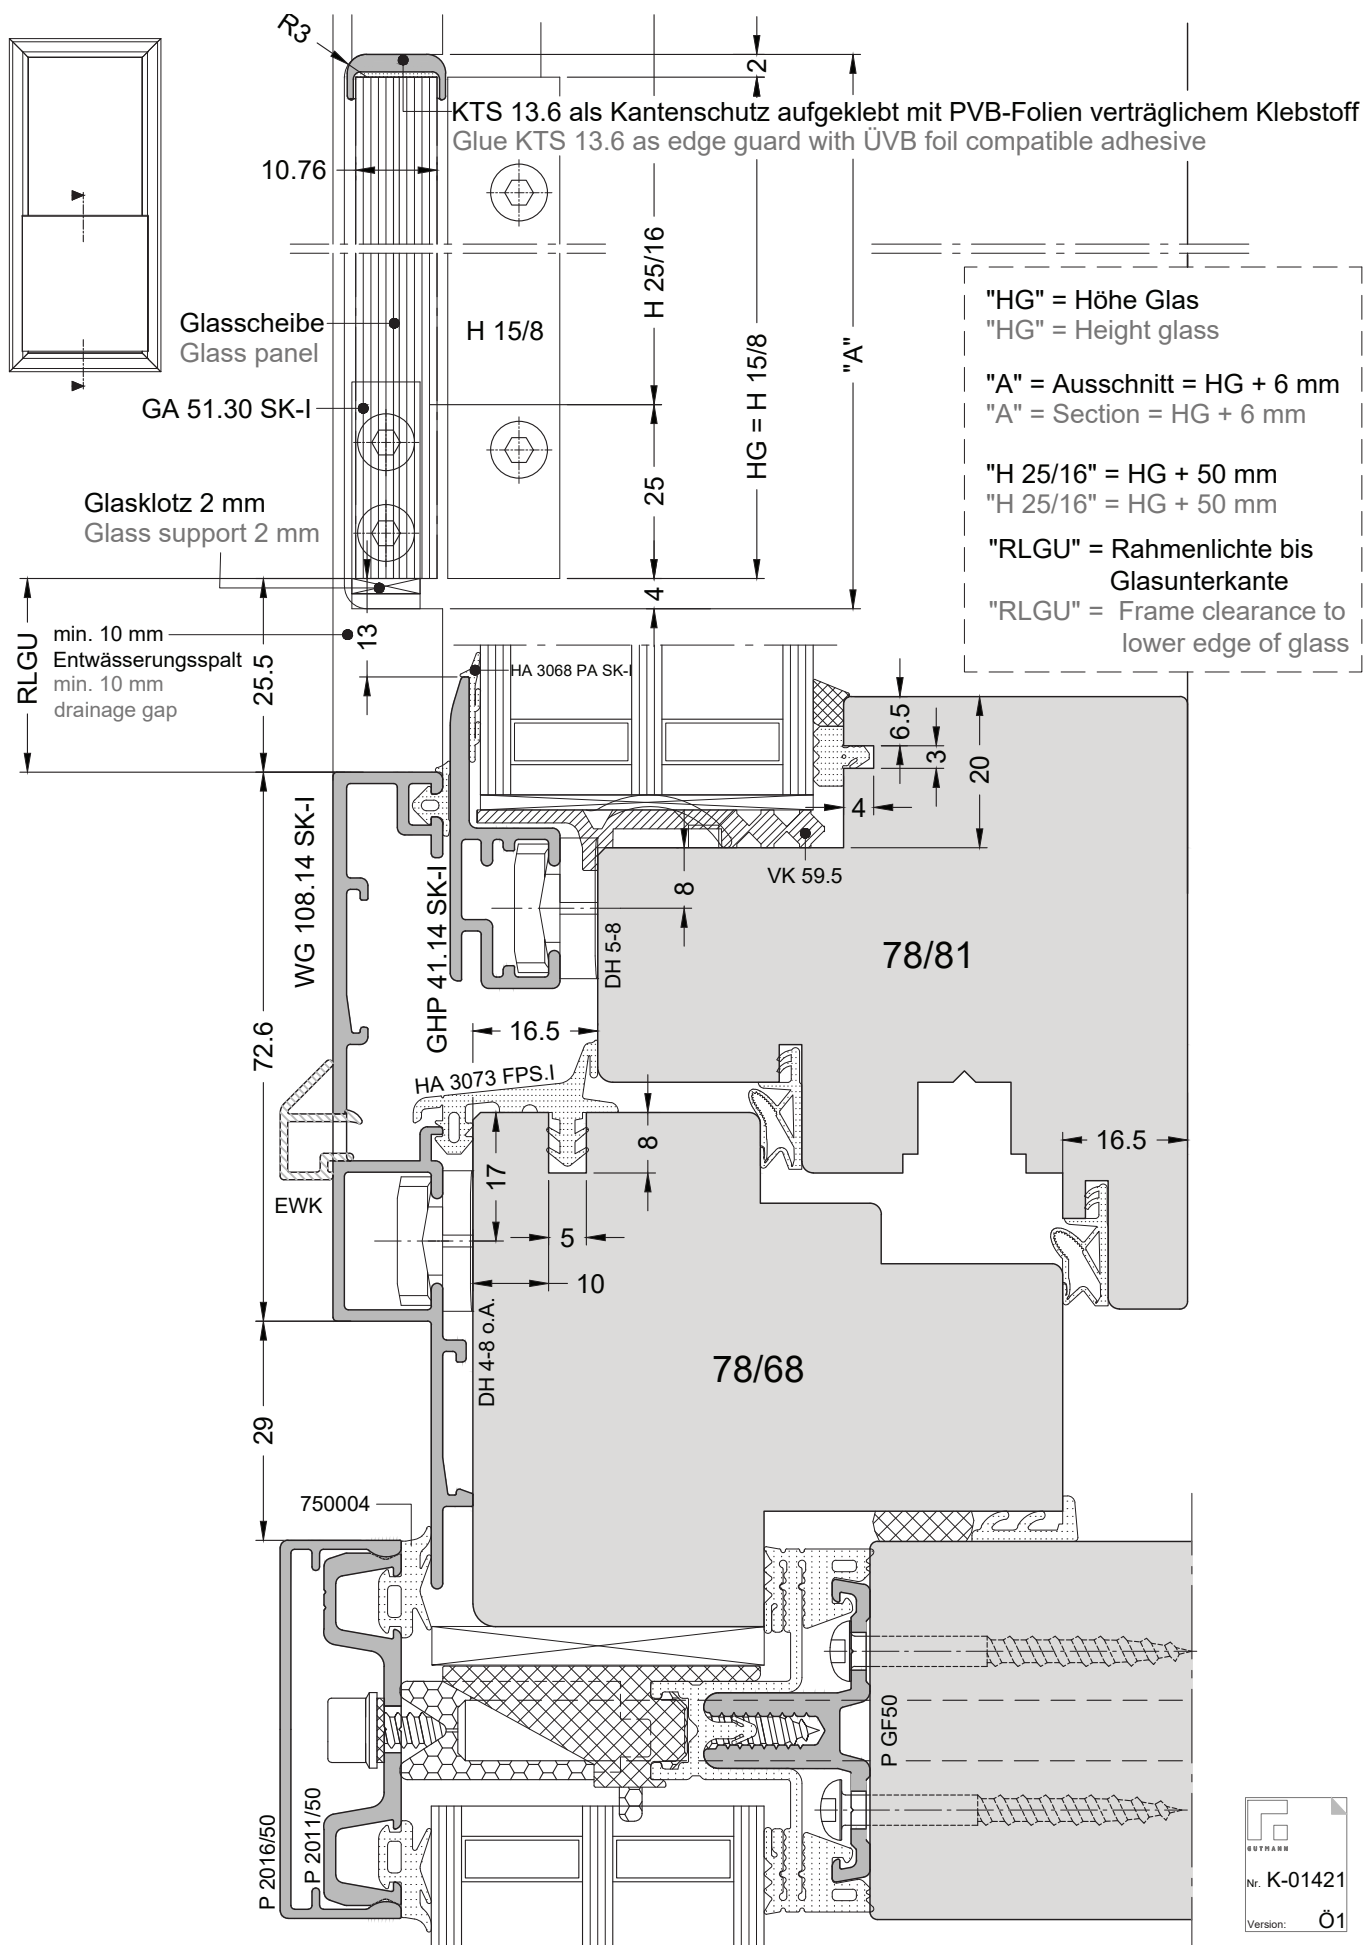 R3
2
KTS 13.6 als Kantenschutz aufgeklebt mit PVB-Folien verträglichem Klebstoff
Glue KTS 13.6 as edge guard with ÜVB foil compatible adhesive
10.76
H 25/16
Glasscheibe
Glass panel
H 15/8
HG = H 15/8
"A"
"HG" = Höhe Glas
"HG" = Height glass
"A" = Ausschnitt = HG + 6 mm
"A" = Section = HG + 6 mm
"H 25/16" = HG + 50 mm
"H 25/16" = HG + 50 mm
"RLGU" = Rahmenlichte bis
Glasunterkante
"RLGU" = Frame clearance to
lower edge of glass
GA 51.30 SK-I
25
Glasklotz 2 mm
Glass support 2 mm
4
RLGU
min. 10 mm
Entwässerungsspalt
min. 10 mm
drainage gap
25.5
13
HA 3068 PA SK-I
6.5
3
20
4
WG 108.14 SK-I
GHP 41.14 SK-I
8
VK 59.5
DH 5-8
78/81
72.6
16.5
HA 3073 FPS.I
8
17
16.5
EWK
5
10
DH 4-8 o.A.
78/68
29
750004
P GF50
P 2016/50
P 2011/50
GUTMANN
Nr. K-01421
Version: Ö1